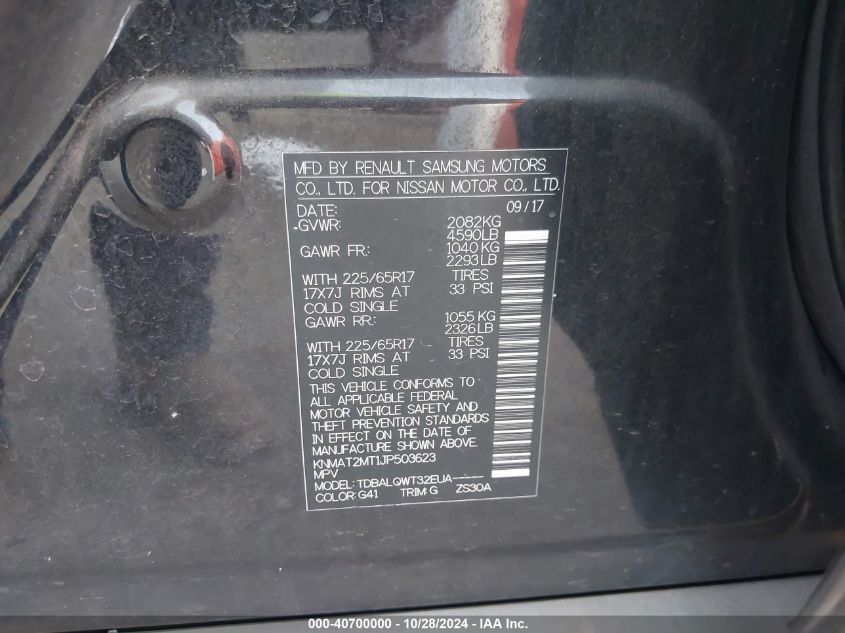 MFD BY RENAULT SAMSUNG MOTORS
CO., LTD. FOR NISSAN MOTOR CO., LTD.
DATE: 09/17
GVWR: 2082KG
4590LB
GAWR FR: 1040KG
2293LB
WITH 225/65R17 TIRES
17X7J RIMS AT 33 PSI
COLD SINGLE
GAWR RR: 1055 KG
2326LB
WITH 225/65R17 TIRES
17X7J RIMS AT 33 PSI
COLD SINGLE
THIS VEHICLE CONFORMS TO
ALL APPLICABLE FEDERAL
MOTOR VEHICLE SAFETY AND
THEFT PREVENTION STANDARDS
IN EFFECT ON THE DATE OF
MANUFACTURE SHOWN ABOVE.
KNMAT2MT1JP503623
MPV
MODEL: TDBALQWT32EUA-----
COLOR: G41 TRIM: G ZS30A
000-40700000 - 10/28/2024 - IAA Inc.